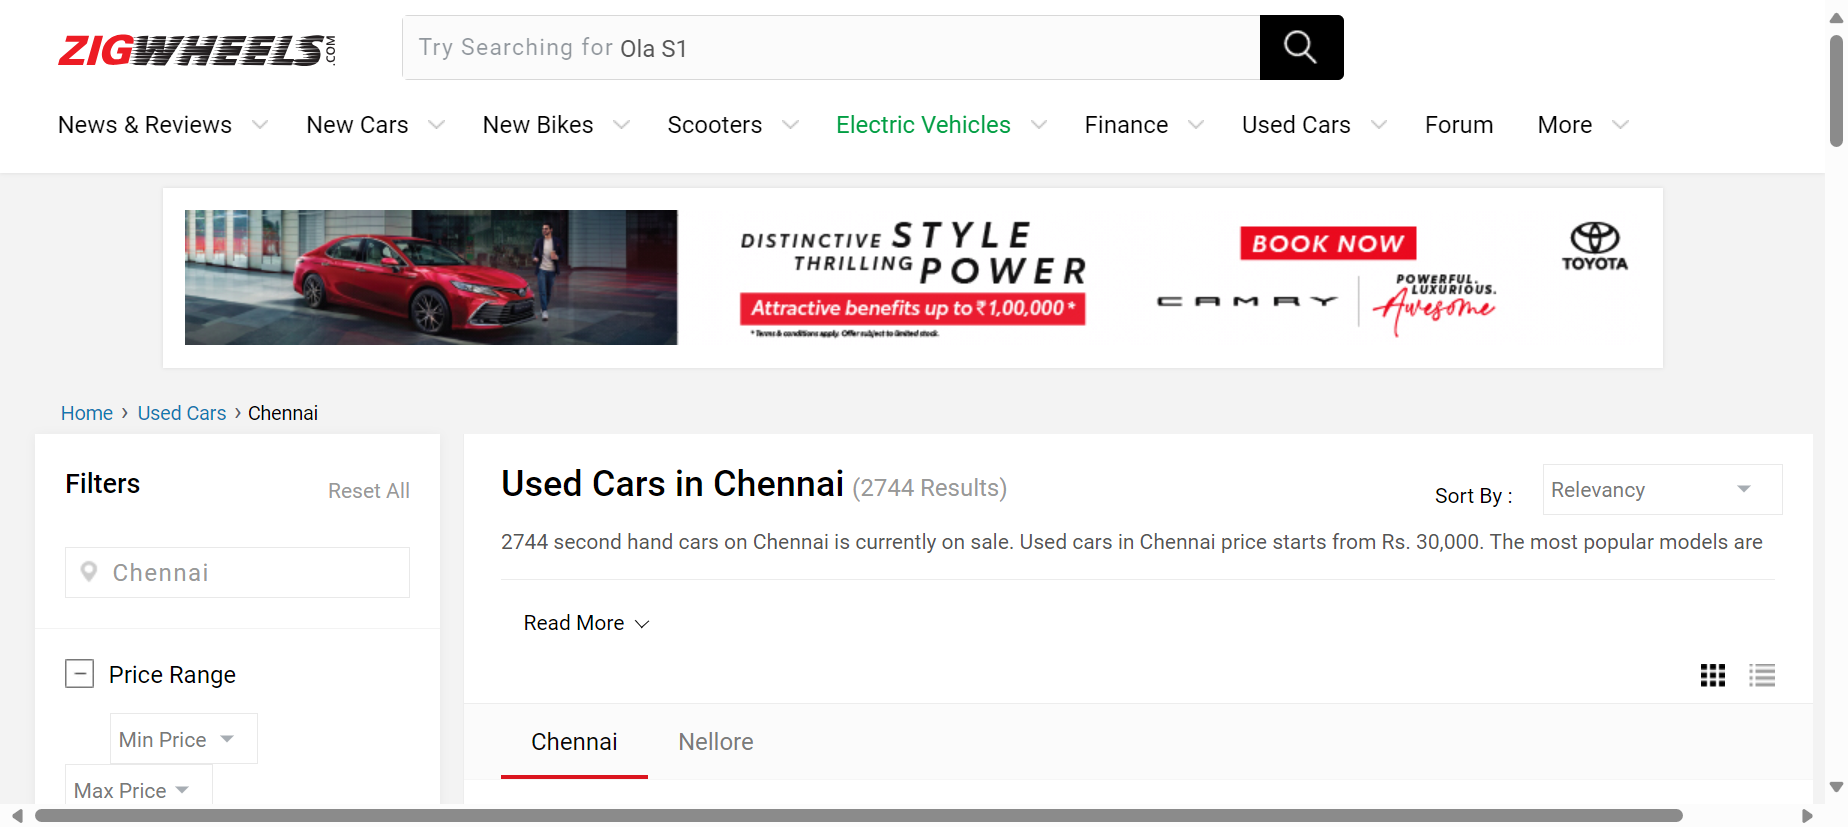 ZIGWHEELS.COM
Try Searching for Ola S1
News & Reviews New Cars New Bikes Scooters Electric Vehicles Finance Used Cars Forum More
DISTINCTIVE STYLE
THRILLING POWER
Attractive benefits up to ₹1,00,000*
*Terms & conditions apply. Offer subject to limited stock.
BOOK NOW
CAMRY
POWERFUL.
LUXURIOUS.
Awesome
TOYOTA
Home › Used Cars › Chennai
Filters
Reset All
Chennai
Price Range
Min Price
Max Price
Used Cars in Chennai (2744 Results)
Sort By :
Relevancy
2744 second hand cars on Chennai is currently on sale. Used cars in Chennai price starts from Rs. 30,000. The most popular models are
Read More
Chennai Nellore